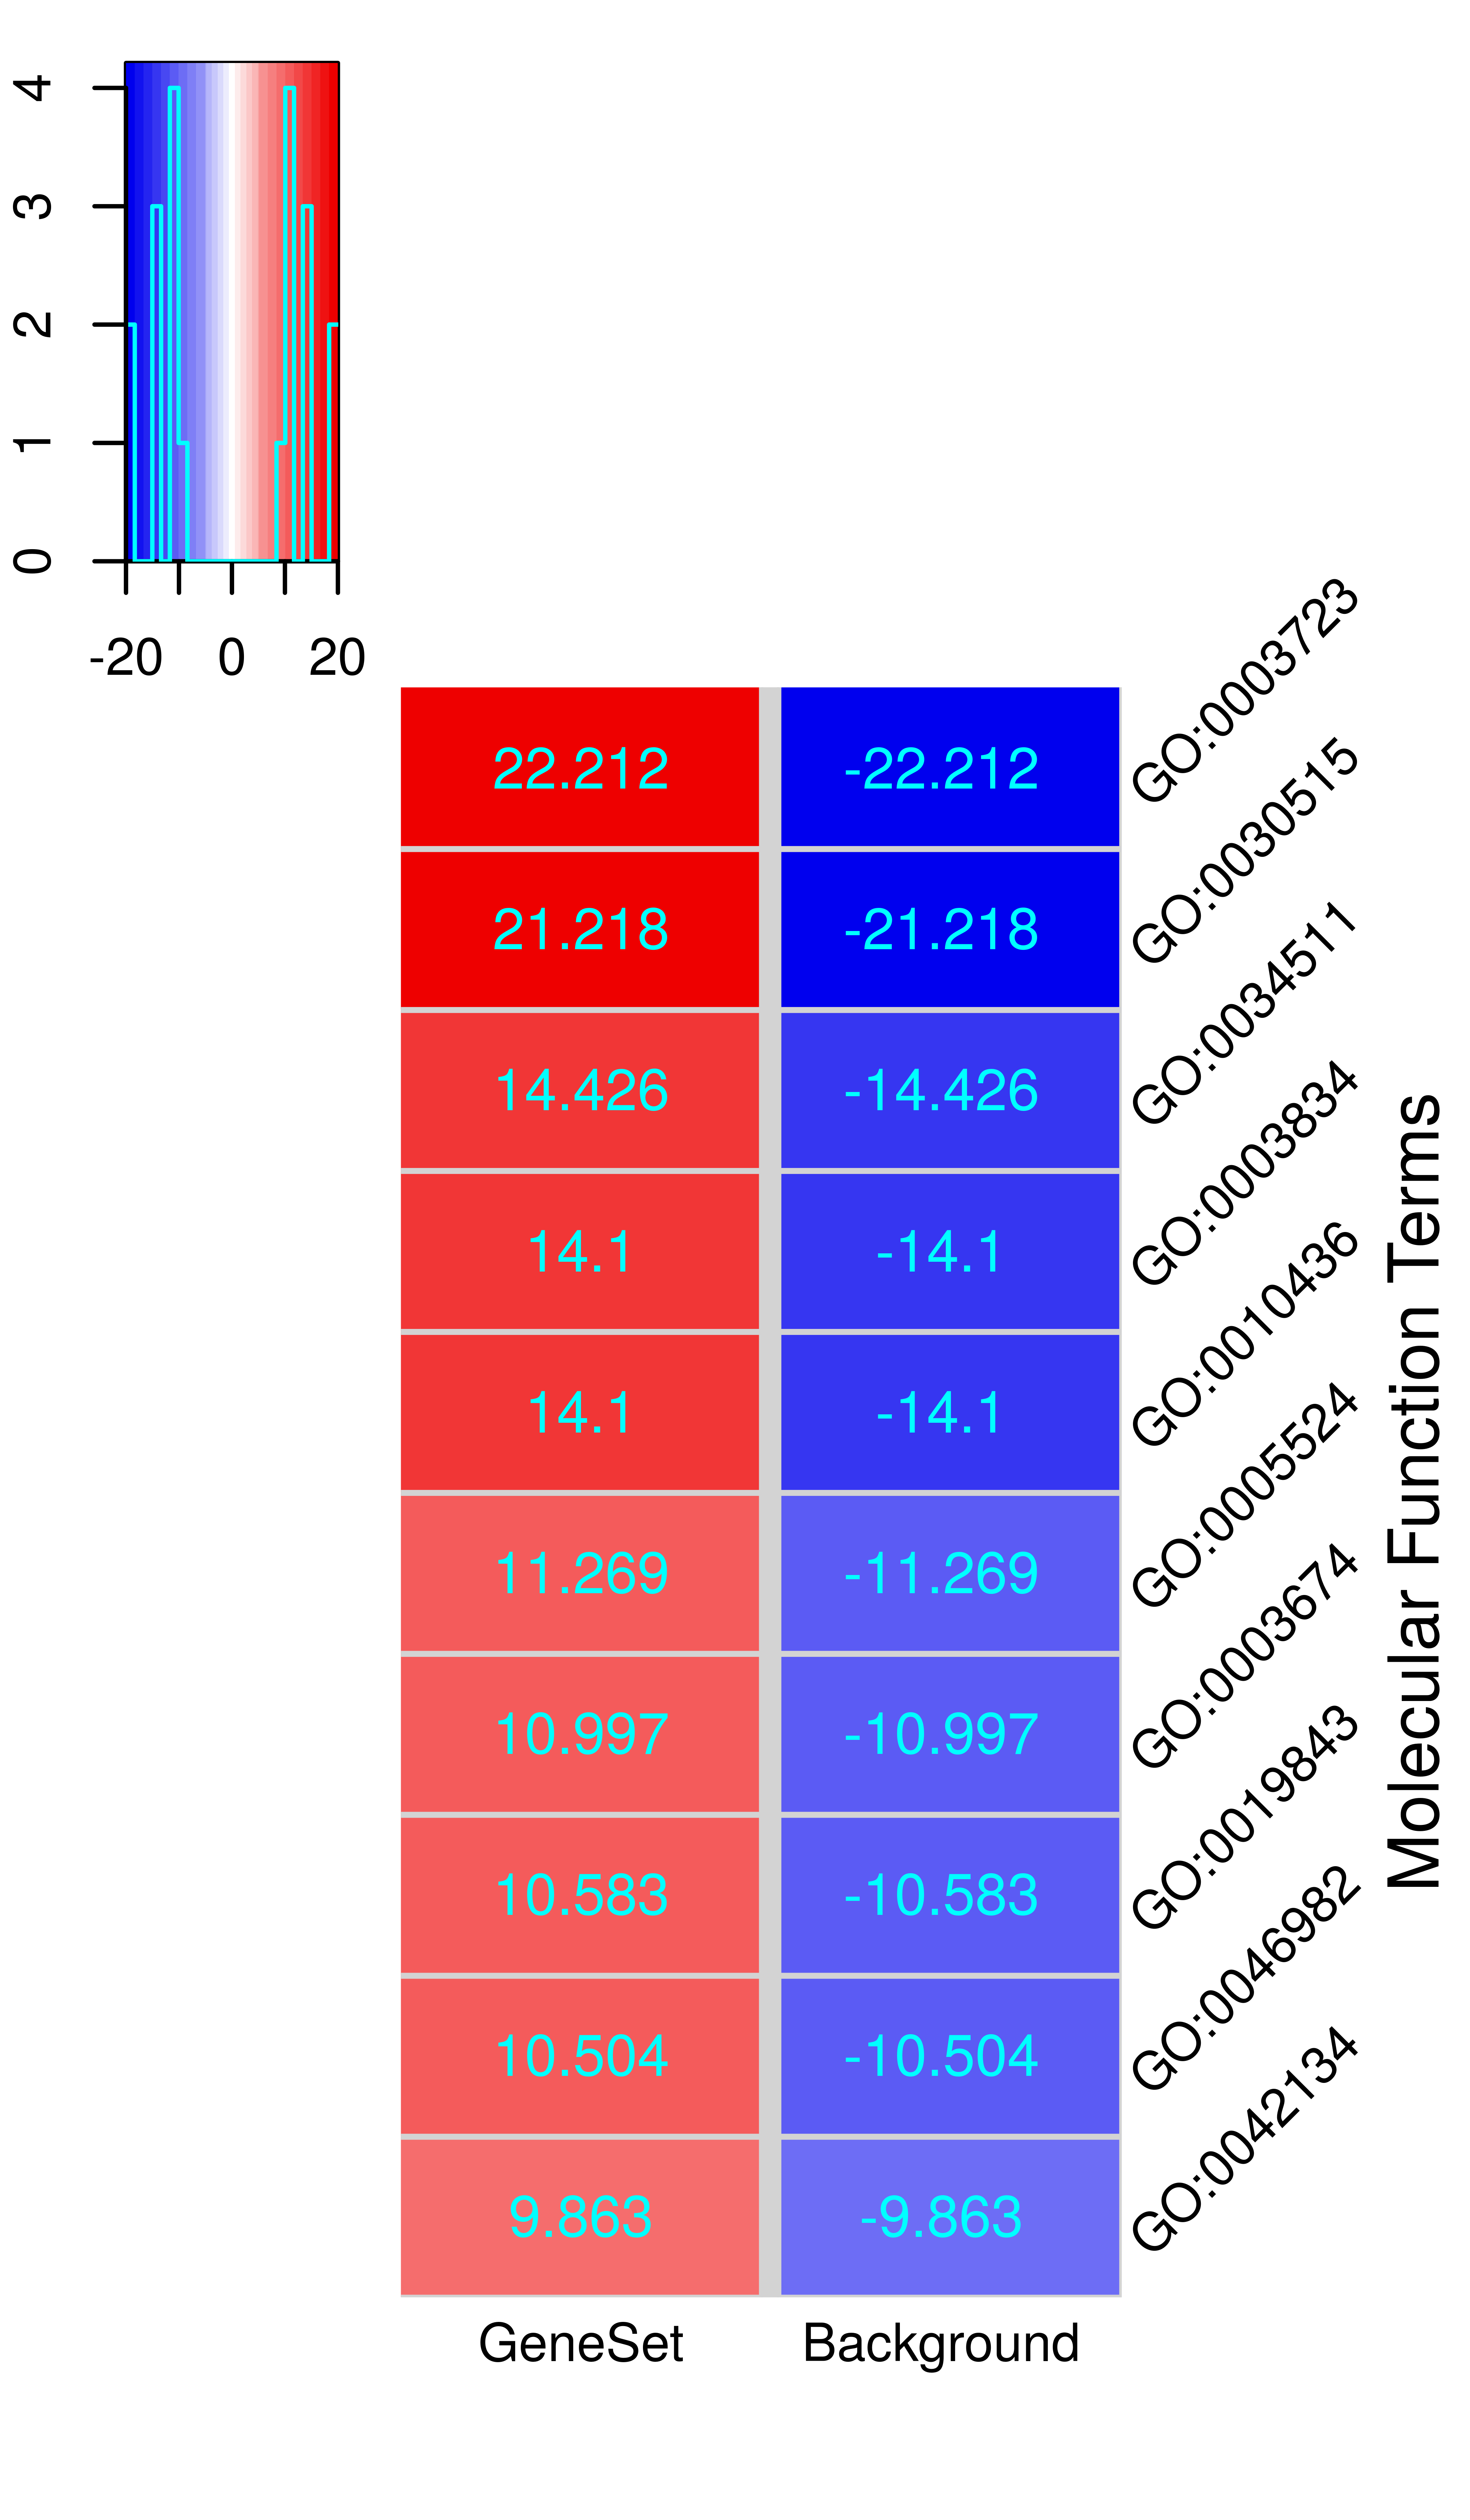 4
3
2
1
0
-20 0 20
22.212 -22.212 GO:0003723
21.218 -21.218 GO:0030515
14.426 -14.426 GO:0034511
14.1 -14.1 GO:0003834
14.1 -14.1 GO:0010436
11.269 -11.269 GO:0005524
10.997 -10.997 GO:0003674
10.583 -10.583 GO:0019843
10.504 -10.504 GO:0046982
9.863 -9.863 GO:0042134
GeneSet Background
Molecular Function Terms